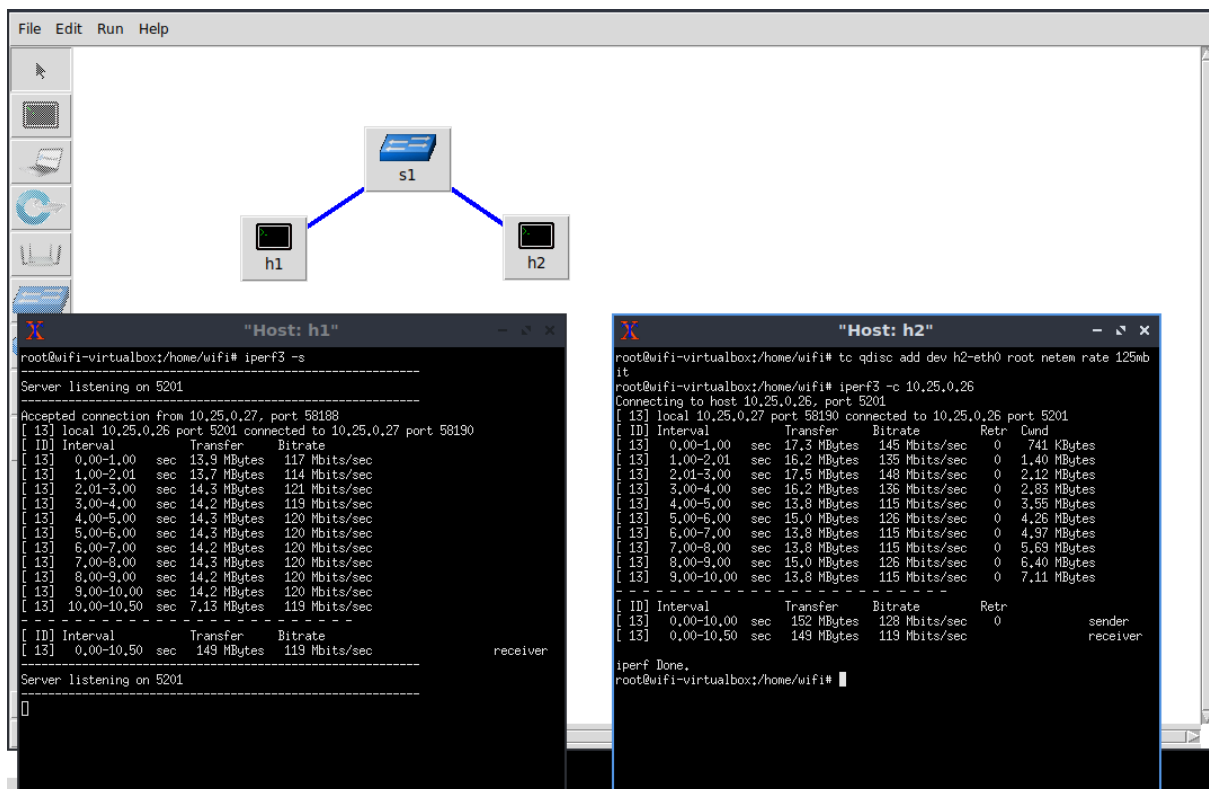 File Edit Run Help
s1
h1
h2
"Host: h1"
root@wifi-virtualbox:/home/wifi# iperf3 -s
-----------------------------------------------------------
Server listening on 5201
-----------------------------------------------------------
Accepted connection from 10.25.0.27, port 58188
[ 13] local 10.25.0.26 port 5201 connected to 10.25.0.27 port 58190
[ ID] Interval           Transfer     Bitrate
[ 13]   0.00-1.00   sec  13.9 MBytes   117 Mbits/sec
[ 13]   1.00-2.01   sec  13.7 MBytes   114 Mbits/sec
[ 13]   2.01-3.00   sec  14.3 MBytes   121 Mbits/sec
[ 13]   3.00-4.00   sec  14.2 MBytes   119 Mbits/sec
[ 13]   4.00-5.00   sec  14.3 MBytes   120 Mbits/sec
[ 13]   5.00-6.00   sec  14.3 MBytes   120 Mbits/sec
[ 13]   6.00-7.00   sec  14.2 MBytes   120 Mbits/sec
[ 13]   7.00-8.00   sec  14.3 MBytes   120 Mbits/sec
[ 13]   8.00-9.00   sec  14.2 MBytes   120 Mbits/sec
[ 13]   9.00-10.00  sec  14.2 MBytes   120 Mbits/sec
[ 13]  10.00-10.50  sec  7.13 MBytes   119 Mbits/sec
- - - - - - - - - - - - - - - - - - - - - - - - -
[ ID] Interval           Transfer     Bitrate
[ 13]   0.00-10.50  sec   149 MBytes   119 Mbits/sec                  receiver
-----------------------------------------------------------
Server listening on 5201
-----------------------------------------------------------
"Host: h2"
root@wifi-virtualbox:/home/wifi# tc qdisc add dev h2-eth0 root netem rate 125mb
it
root@wifi-virtualbox:/home/wifi# iperf3 -c 10.25.0.26
Connecting to host 10.25.0.26, port 5201
[ 13] local 10.25.0.27 port 58190 connected to 10.25.0.26 port 5201
[ ID] Interval           Transfer     Bitrate         Retr  Cwnd
[ 13]   0.00-1.00   sec  17.3 MBytes   145 Mbits/sec    0    741 KBytes
[ 13]   1.00-2.01   sec  16.2 MBytes   135 Mbits/sec    0   1.40 MBytes
[ 13]   2.01-3.00   sec  17.5 MBytes   148 Mbits/sec    0   2.12 MBytes
[ 13]   3.00-4.00   sec  16.2 MBytes   136 Mbits/sec    0   2.83 MBytes
[ 13]   4.00-5.00   sec  13.8 MBytes   115 Mbits/sec    0   3.55 MBytes
[ 13]   5.00-6.00   sec  15.0 MBytes   126 Mbits/sec    0   4.26 MBytes
[ 13]   6.00-7.00   sec  13.8 MBytes   115 Mbits/sec    0   4.97 MBytes
[ 13]   7.00-8.00   sec  13.8 MBytes   115 Mbits/sec    0   5.69 MBytes
[ 13]   8.00-9.00   sec  15.0 MBytes   126 Mbits/sec    0   6.40 MBytes
[ 13]   9.00-10.00  sec  13.8 MBytes   115 Mbits/sec    0   7.11 MBytes
- - - - - - - - - - - - - - - - - - - - - - - - -
[ ID] Interval           Transfer     Bitrate         Retr
[ 13]   0.00-10.00  sec   152 MBytes   128 Mbits/sec    0             sender
[ 13]   0.00-10.50  sec   149 MBytes   119 Mbits/sec                  receiver
iperf Done.
root@wifi-virtualbox:/home/wifi#